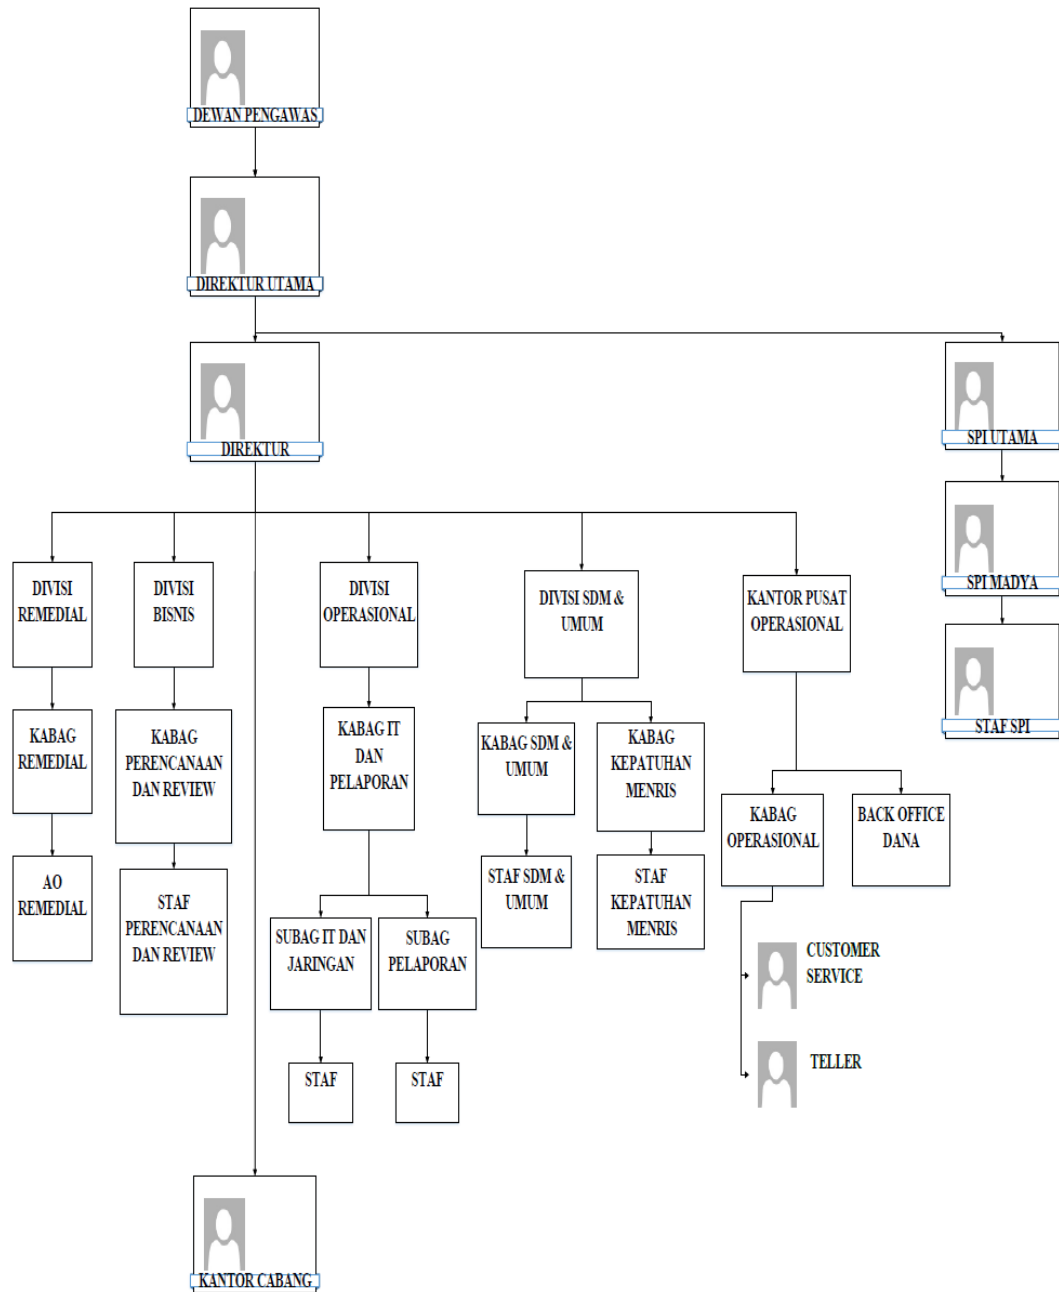 DEWAN PENGAWAS
DIREKTUR UTAMA
DIREKTUR
SPI UTAMA
SPI MADYA
STAF SPI
DIVISI
REMEDIAL
DIVISI
BISNIS
DIVISI
OPERASIONAL
DIVISI SDM &
UMUM
KANTOR PUSAT
OPERASIONAL
KABAG
REMEDIAL
KABAG
PERENCANAAN
DAN REVIEW
KABAG IT
DAN
PELAPORAN
KABAG SDM &
UMUM
KABAG
KEPATUHAN
MENRIS
KABAG
OPERASIONAL
BACK OFFICE
DANA
AO
REMEDIAL
STAF
PERENCANAAN
DAN REVIEW
SUBAG IT DAN
JARINGAN
SUBAG
PELAPORAN
STAF SDM &
UMUM
STAF
KEPATUHAN
MENRIS
CUSTOMER
SERVICE
TELLER
STAF
STAF
KANTOR CABANG